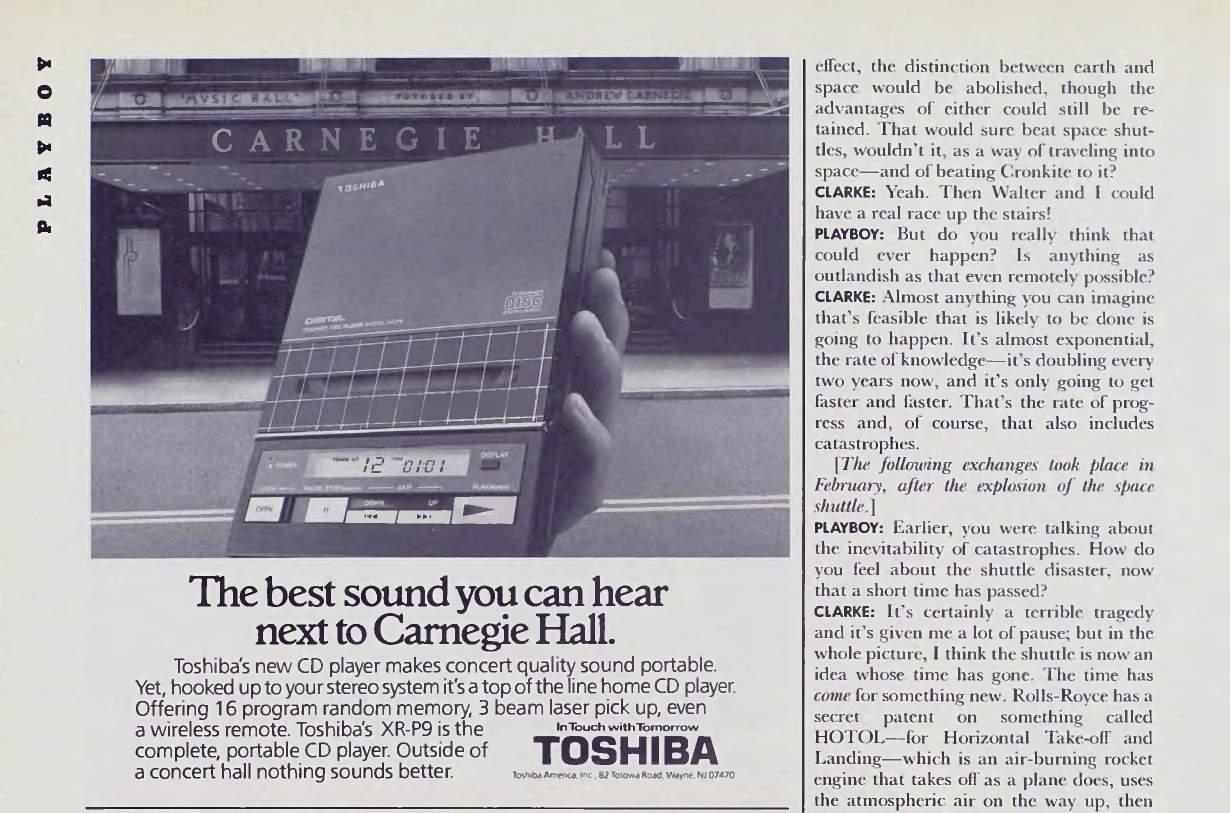 PLAYBOY
"MVSIC HALL" FOVNDED BY ANDREW CARNEGIE
CARNEGIE HALL
TOSHIBA
disc
DIGITAL
POWER
12 0101
DISPLAY
DOWN UP
OPEN
The best sound you can hear
next to Carnegie Hall.
Toshiba's new CD player makes concert quality sound portable.
Yet, hooked up to your stereo system it's a top of the line home CD player.
Offering 16 program random memory, 3 beam laser pick up, even
a wireless remote. Toshiba's XR-P9 is the
complete, portable CD player. Outside of
a concert hall nothing sounds better.
In Touch with Tomorrow
TOSHIBA
Toshiba America, Inc., 82 Totowa Road, Wayne, NJ 07470
effect, the distinction between earth and
space would be abolished, though the
advantages of either could still be re-
tained. That would sure beat space shut-
tles, wouldn't it, as a way of traveling into
space—and of beating Cronkite to it?
CLARKE: Yeah. Then Walter and I could
have a real race up the stairs!
PLAYBOY: But do you really think that
could ever happen? Is anything as
outlandish as that even remotely possible?
CLARKE: Almost anything you can imagine
that's feasible that is likely to be done is
going to happen. It's almost exponential,
the rate of knowledge—it's doubling every
two years now, and it's only going to get
faster and faster. That's the rate of prog-
ress and, of course, that also includes
catastrophes.
[The following exchanges took place in
February, after the explosion of the space
shuttle.]
PLAYBOY: Earlier, you were talking about
the inevitability of catastrophes. How do
you feel about the shuttle disaster, now
that a short time has passed?
CLARKE: It's certainly a terrible tragedy
and it's given me a lot of pause; but in the
whole picture, I think the shuttle is now an
idea whose time has gone. The time has
come for something new. Rolls-Royce has a
secret patent on something called
HOTOL—for Horizontal Take-off and
Landing—which is an air-burning rocket
engine that takes off as a plane does, uses
the atmospheric air on the way up, then